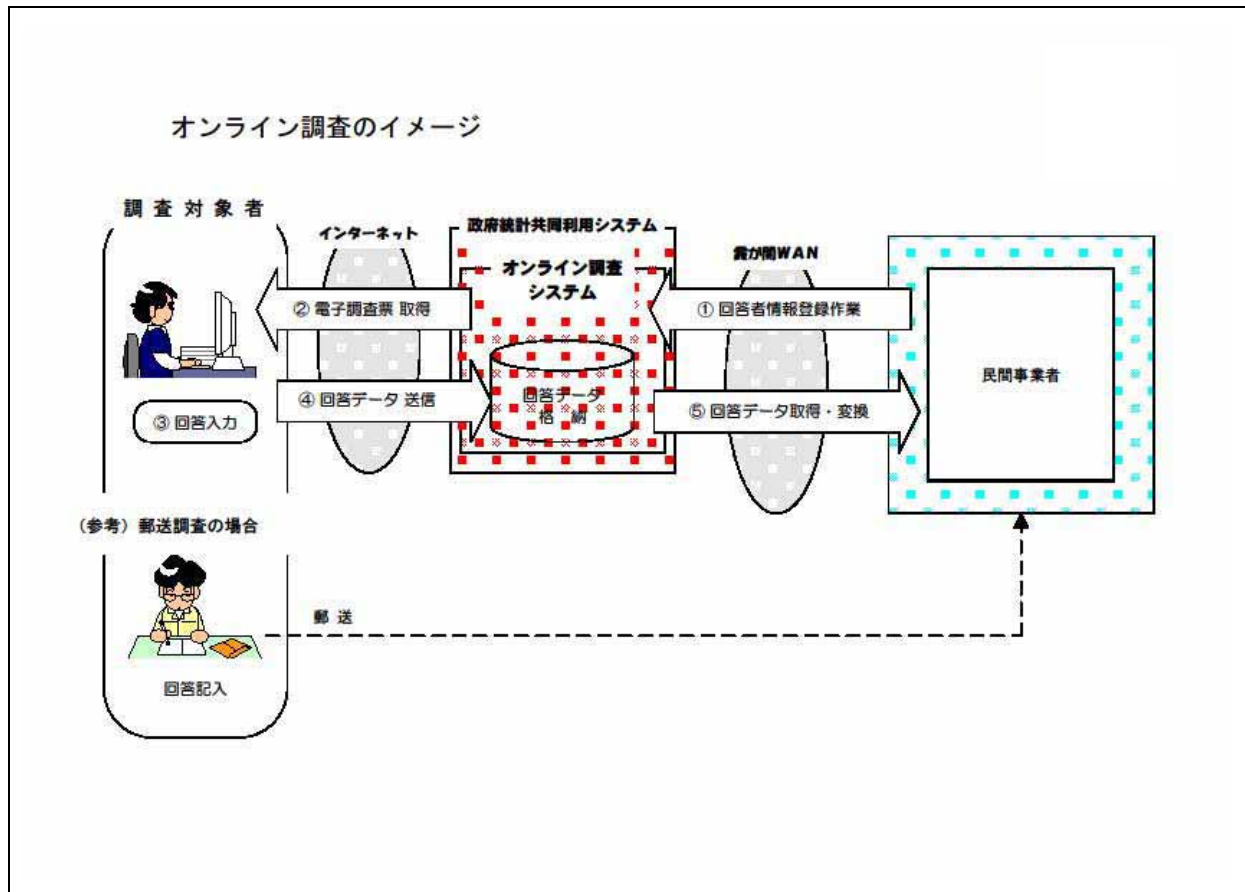 オンライン調査のイメージ
調査対象者
インターネット
政府統計共同利用システム
霞が関WAN
オンライン調査
システム
② 電子調査票 取得
① 回答者情報登録作業
民間事業者
回答データ
格 納
④ 回答データ 送信
⑤ 回答データ取得・変換
③ 回答入力
(参考) 郵送調査の場合
郵 送
回答記入